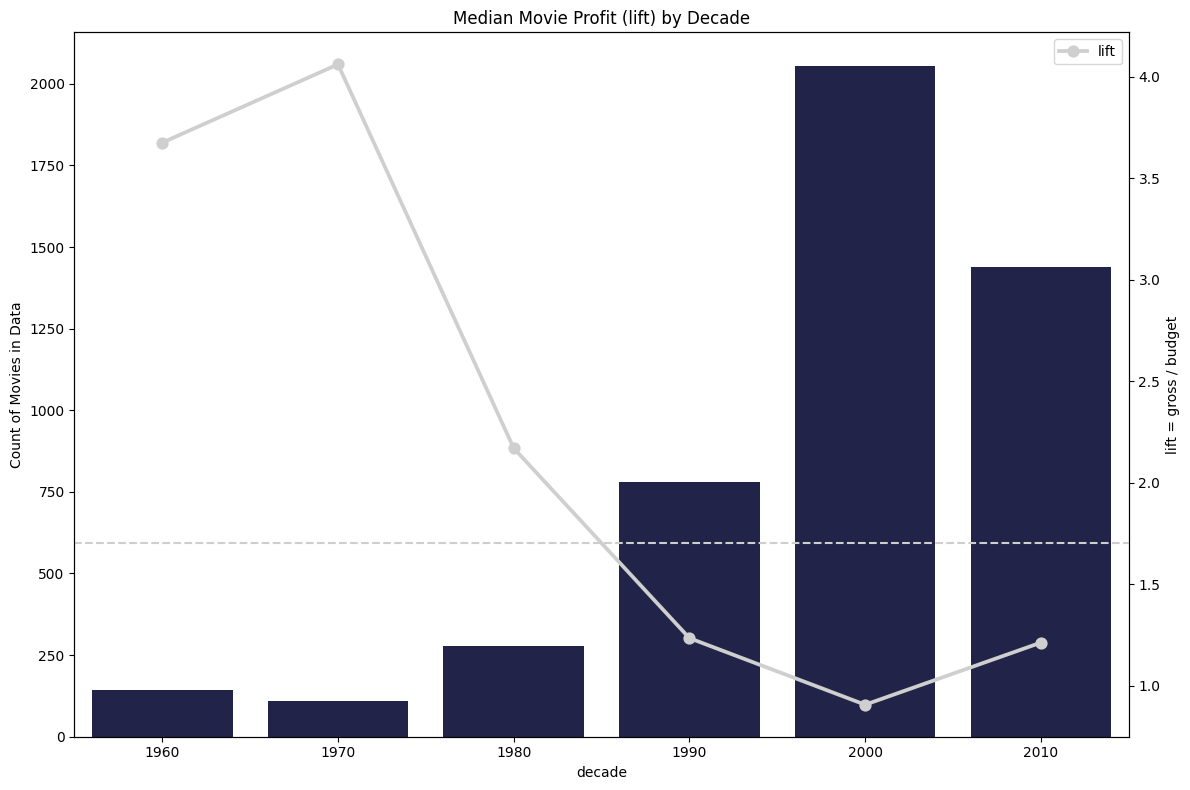 Median Movie Profit (lift) by Decade
lift
Count of Movies in Data
2000
1750
1500
1250
1000
750
500
250
0
4.0
3.5
3.0
2.5
2.0
1.5
1.0
lift = gross / budget
1960 1970 1980 1990 2000 2010
decade